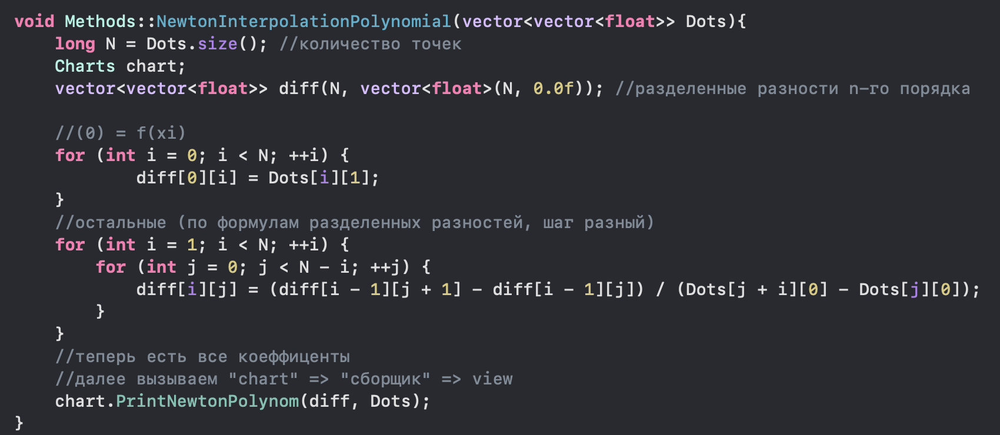 void Methods::NewtonInterpolationPolynomial(vector<vector<float>> Dots){
    long N = Dots.size(); //количество точек
    Charts chart;
    vector<vector<float>> diff(N, vector<float>(N, 0.0f)); //разделенные разности n-го порядка

    //(0) = f(xi)
    for (int i = 0; i < N; ++i) {
            diff[0][i] = Dots[i][1];
    }
    //остальные (по формулам разделенных разностей, шаг разный)
    for (int i = 1; i < N; ++i) {
        for (int j = 0; j < N - i; ++j) {
            diff[i][j] = (diff[i - 1][j + 1] - diff[i - 1][j]) / (Dots[j + i][0] - Dots[j][0]);
        }
    }
    //теперь есть все коеффиценты
    //далее вызываем "chart" => "сборщик" => view
    chart.PrintNewtonPolynom(diff, Dots);
}